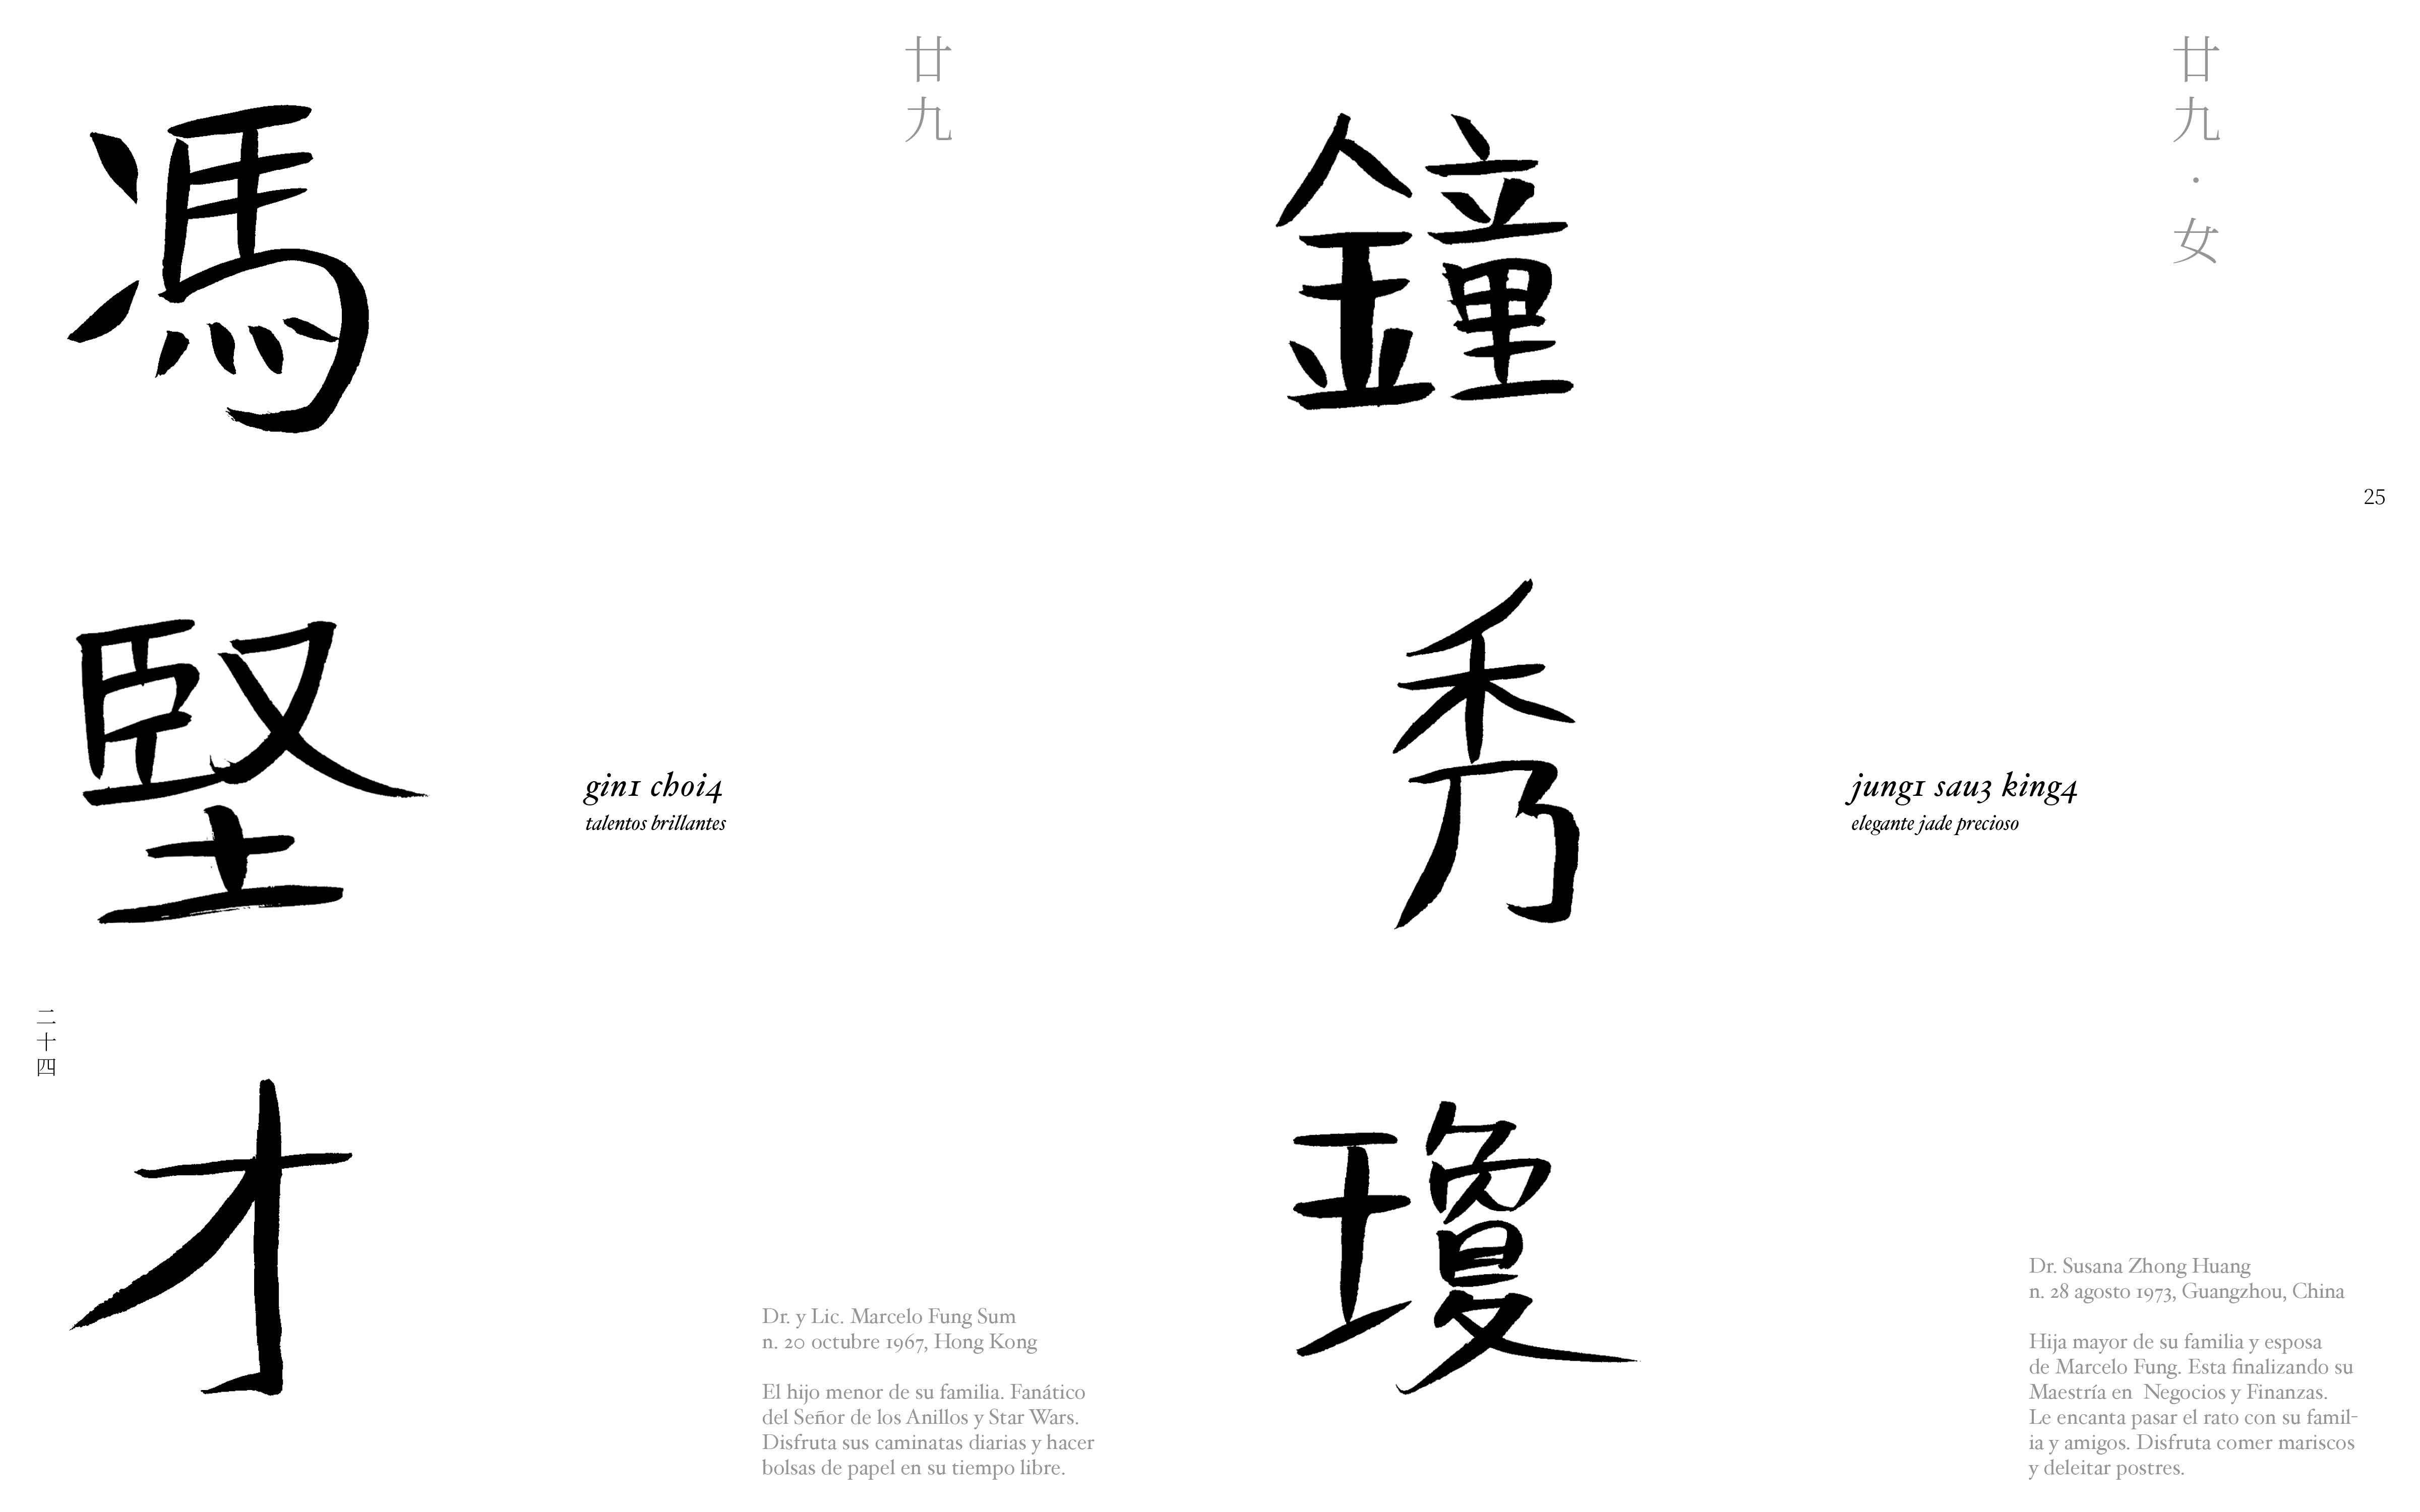 廿九
馮堅才
gin1 choi4
talentos brillantes
二十四
Dr. y Lic. Marcelo Fung Sum
n. 20 octubre 1967, Hong Kong
El hijo menor de su familia. Fanático
del Señor de los Anillos y Star Wars.
Disfruta sus caminatas diarias y hacer
bolsas de papel en su tiempo libre.
廿九·女
鐘秀瓊
25
jung1 sau3 king4
elegante jade precioso
Dr. Susana Zhong Huang
n. 28 agosto 1973, Guangzhou, China
Hija mayor de su familia y esposa
de Marcelo Fung. Esta finalizando su
Maestría en  Negocios y Finanzas.
Le encanta pasar el rato con su famil-
ia y amigos. Disfruta comer mariscos
y deleitar postres.